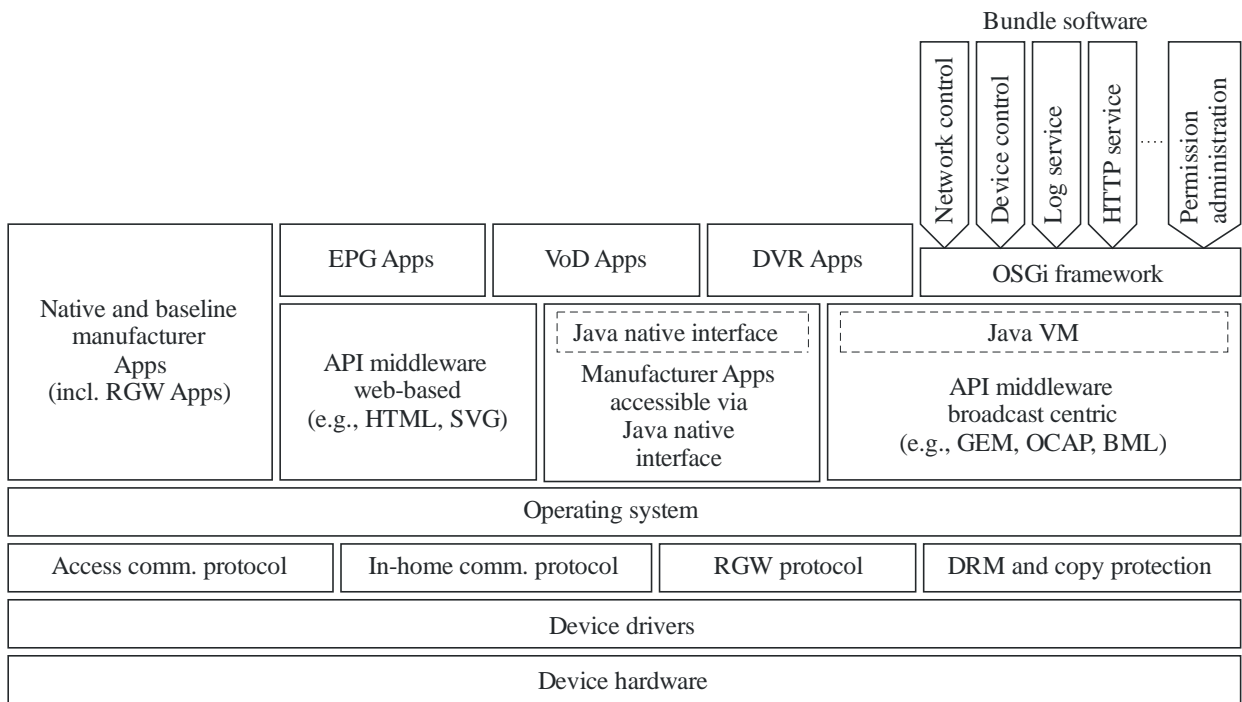 Bundle software
Network control
Device control
Log service
HTTP service
....
Permission
administration
EPG Apps
VoD Apps
DVR Apps
OSGi framework
Native and baseline
manufacturer
Apps
(incl. RGW Apps)
API middleware
web-based
(e.g., HTML, SVG)
Java native interface
Manufacturer Apps
accessible via
Java native
interface
Java VM
API middleware
broadcast centric
(e.g., GEM, OCAP, BML)
Operating system
Access comm. protocol
In-home comm. protocol
RGW protocol
DRM and copy protection
Device drivers
Device hardware